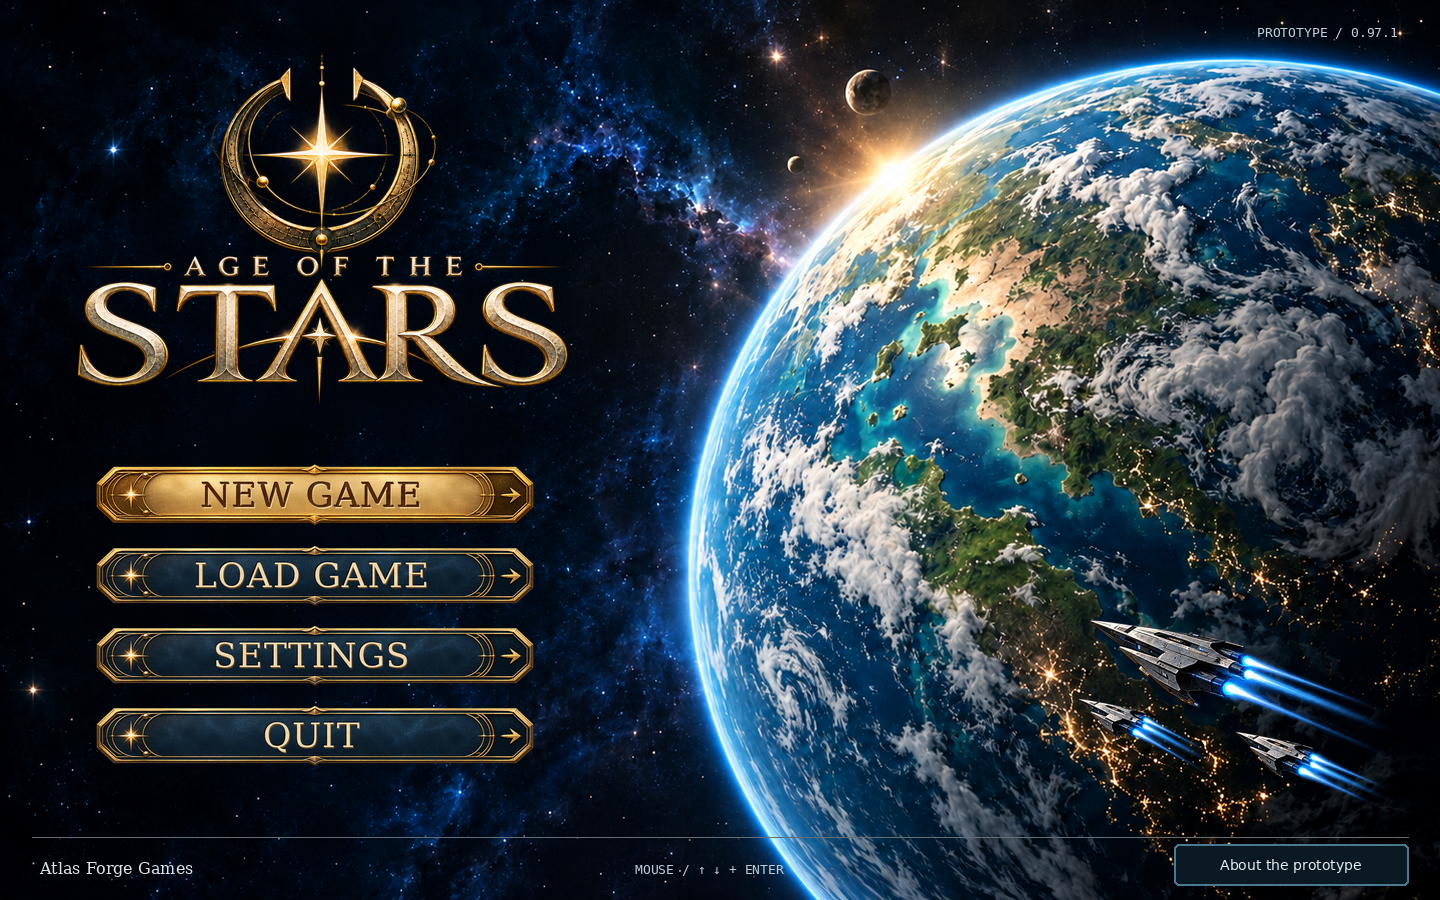 PROTOTYPE / 0.97.1
AGE OF THE
STARS
NEW GAME
LOAD GAME
SETTINGS
QUIT
Atlas Forge Games
MOUSE / ↑ ↓ + ENTER
About the prototype